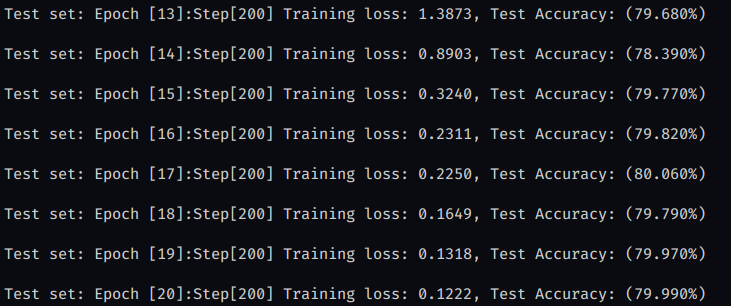 Test set: Epoch [13]:Step[200] Training loss: 1.3873, Test Accuracy: (79.680%)
Test set: Epoch [14]:Step[200] Training loss: 0.8903, Test Accuracy: (78.390%)
Test set: Epoch [15]:Step[200] Training loss: 0.3240, Test Accuracy: (79.770%)
Test set: Epoch [16]:Step[200] Training loss: 0.2311, Test Accuracy: (79.820%)
Test set: Epoch [17]:Step[200] Training loss: 0.2250, Test Accuracy: (80.060%)
Test set: Epoch [18]:Step[200] Training loss: 0.1649, Test Accuracy: (79.790%)
Test set: Epoch [19]:Step[200] Training loss: 0.1318, Test Accuracy: (79.970%)
Test set: Epoch [20]:Step[200] Training loss: 0.1222, Test Accuracy: (79.990%)